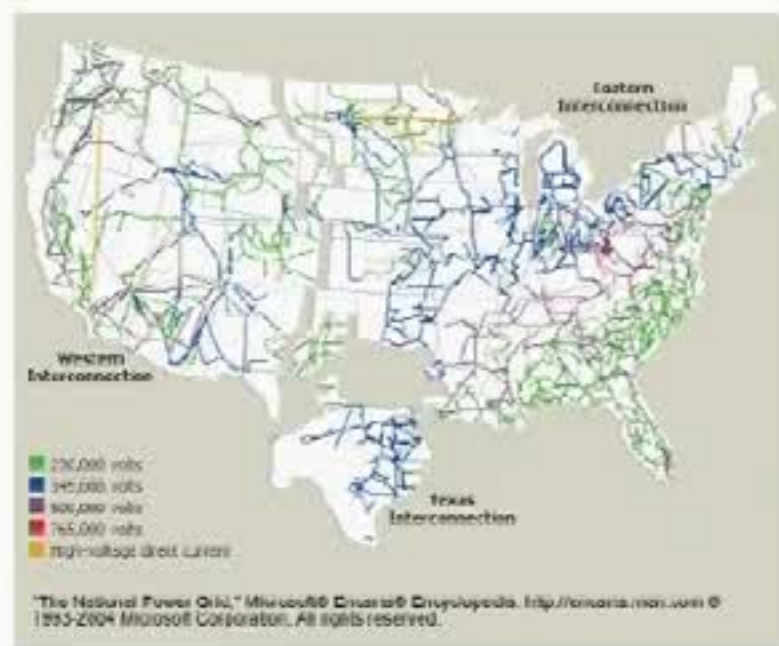 Eastern
Interconnection
Western
Interconnection
230,000 volts
345,000 volts
500,000 volts
765,000 volts
High-voltage direct current
Texas
Interconnection
"The National Power Grid," Microsoft® Encarta® Encyclopedia. http://encarta.msn.com ©
1993-2004 Microsoft Corporation. All rights reserved.